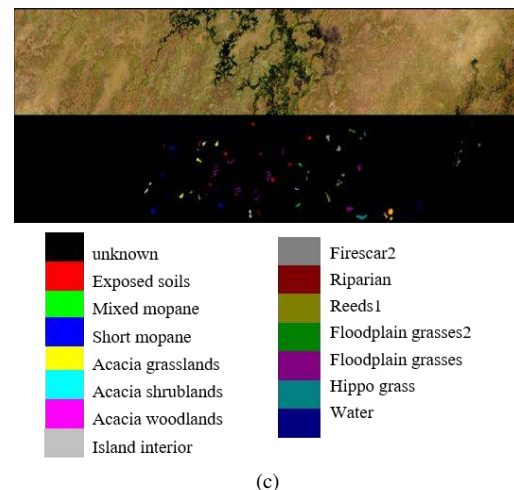 unknown
Exposed soils
Mixed mopane
Short mopane
Acacia grasslands
Acacia shrublands
Acacia woodlands
Island interior
Firescar2
Riparian
Reeds1
Floodplain grasses2
Floodplain grasses
Hippo grass
Water
(c)